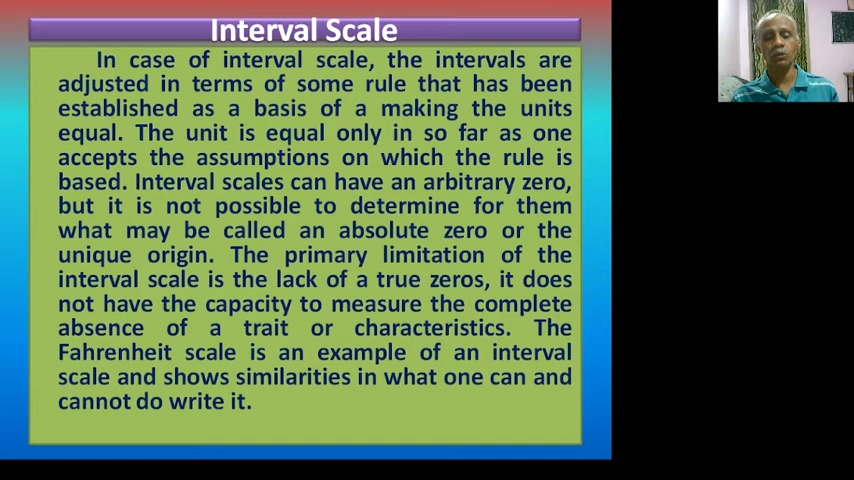 Interval Scale
In case of interval scale, the intervals are
adjusted in terms of some rule that has been
established as a basis of a making the units
equal. The unit is equal only in so far as one
accepts the assumptions on which the rule is
based. Interval scales can have an arbitrary zero,
but it is not possible to determine for them
what may be called an absolute zero or the
unique origin. The primary limitation of the
interval scale is the lack of a true zeros, it does
not have the capacity to measure the complete
absence of a trait or characteristics. The
Fahrenheit scale is an example of an interval
scale and shows similarities in what one can and
cannot do write it.